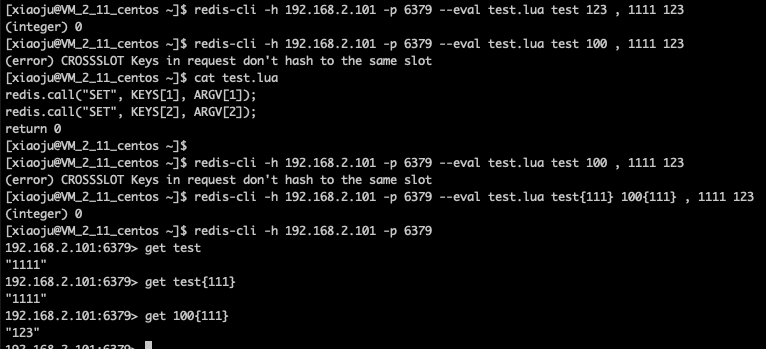 [xiaoju@VM_2_11_centos ~]$ redis-cli -h 192.168.2.101 -p 6379 --eval test.lua test 123 , 1111 123
(integer) 0
[xiaoju@VM_2_11_centos ~]$ redis-cli -h 192.168.2.101 -p 6379 --eval test.lua test 100 , 1111 123
(error) CROSSSLOT Keys in request don't hash to the same slot
[xiaoju@VM_2_11_centos ~]$ cat test.lua
redis.call("SET", KEYS[1], ARGV[1]);
redis.call("SET", KEYS[2], ARGV[2]);
return 0
[xiaoju@VM_2_11_centos ~]$
[xiaoju@VM_2_11_centos ~]$ redis-cli -h 192.168.2.101 -p 6379 --eval test.lua test 100 , 1111 123
(error) CROSSSLOT Keys in request don't hash to the same slot
[xiaoju@VM_2_11_centos ~]$ redis-cli -h 192.168.2.101 -p 6379 --eval test.lua test{111} 100{111} , 1111 123
(integer) 0
[xiaoju@VM_2_11_centos ~]$ redis-cli -h 192.168.2.101 -p 6379
192.168.2.101:6379> get test
"1111"
192.168.2.101:6379> get test{111}
"1111"
192.168.2.101:6379> get 100{111}
"123"
192.168.2.101:6379>